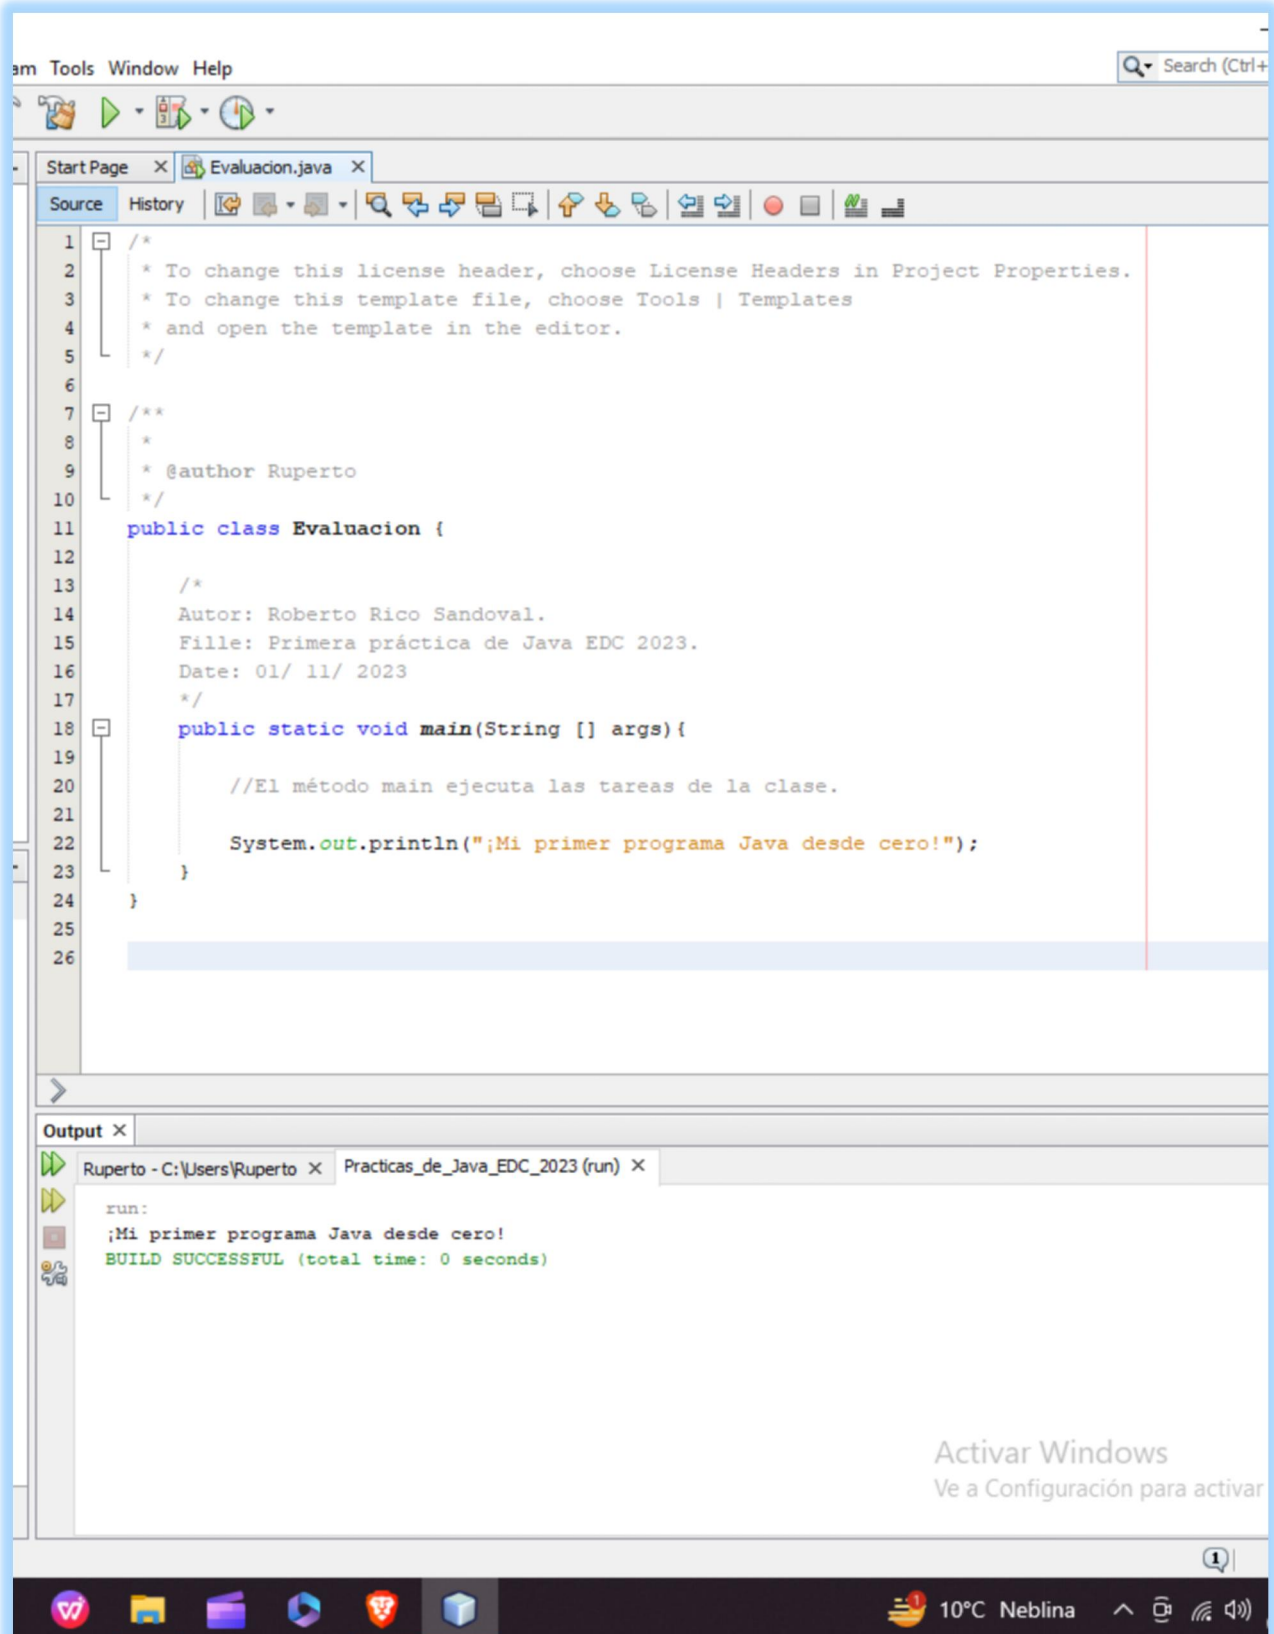 am Tools Window Help
Search (Ctrl+
Start Page Evaluacion.java
Source History
1 /*
2 * To change this license header, choose License Headers in Project Properties.
3 * To change this template file, choose Tools | Templates
4 * and open the template in the editor.
5 */
6
7 /**
8 *
9 * @author Ruperto
10 */
11 public class Evaluacion {
12
13 /*
14 Autor: Roberto Rico Sandoval.
15 Fille: Primera práctica de Java EDC 2023.
16 Date: 01/ 11/ 2023
17 */
18 public static void main(String [] args){
19
20 //El método main ejecuta las tareas de la clase.
21
22 System.out.println("¡Mi primer programa Java desde cero!");
23 }
24 }
25
26
Output
Ruperto - C:\Users\Ruperto Practicas_de_Java_EDC_2023 (run)
run:
¡Mi primer programa Java desde cero!
BUILD SUCCESSFUL (total time: 0 seconds)
Activar Windows
Ve a Configuración para activar
1
1 10°C Neblina